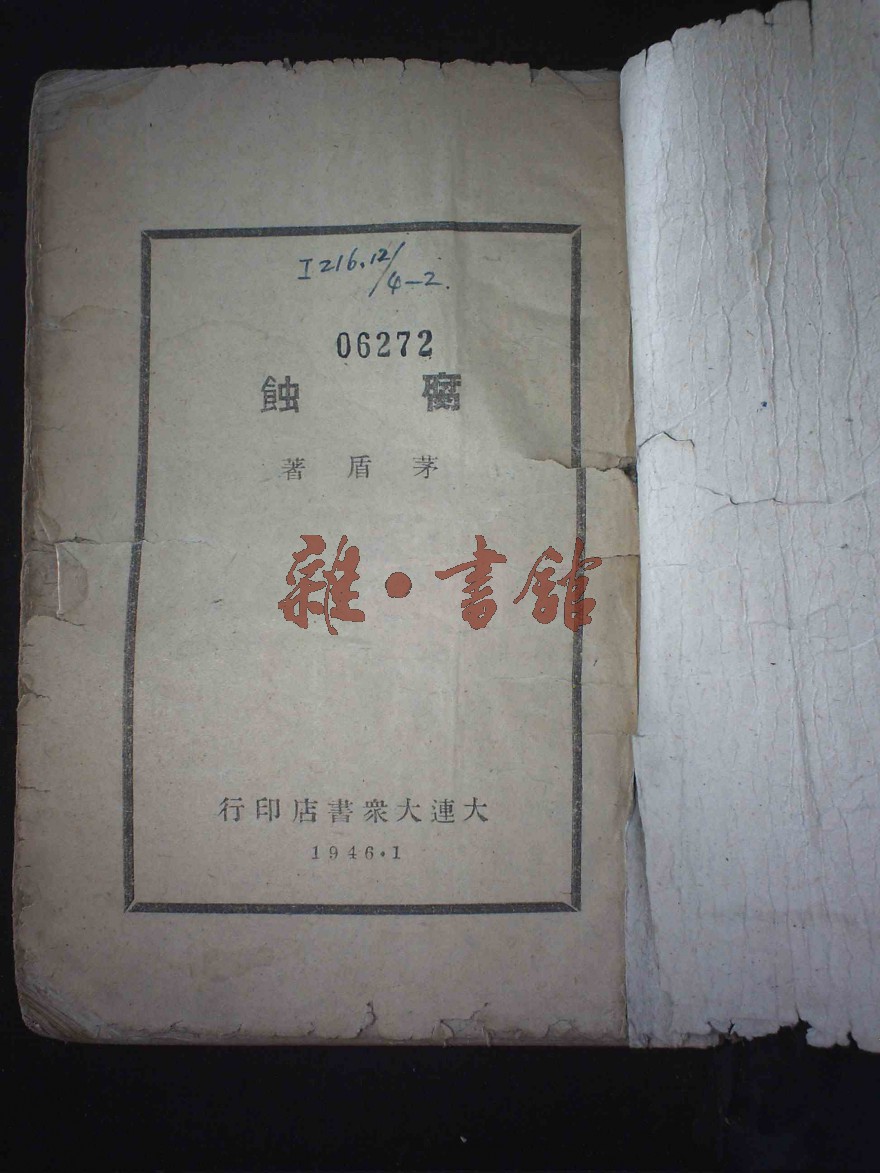 I216.12/4-2.
06272
腐蝕
茅盾著
雜·書館
大連大衆書店印行
1946·1